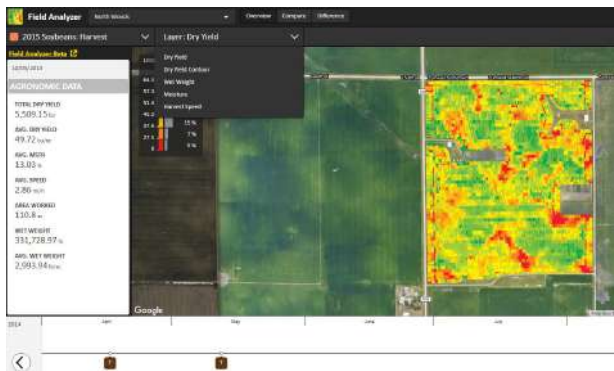 Field Analyzer
North Woods
Overview
Compare
Difference
2015 Soybeans: Harvest
Layer: Dry Yield
Field Analyzer Beta
Dry Yield
Dry Yield Contour
Wet Weight
Moisture
Harvest Speed
AGRONOMIC DATA
TOTAL DRY YIELD
5,509.15
AVG. DRY YIELD
49.72
AVG. MSTR
13.03
AVG. SPEED
2.86
AREA WORKED
110.8
WET WEIGHT
331,728.97
AVG. WET WEIGHT
2,993.94
15 %
7 %
Google
2014
April
May
June
July